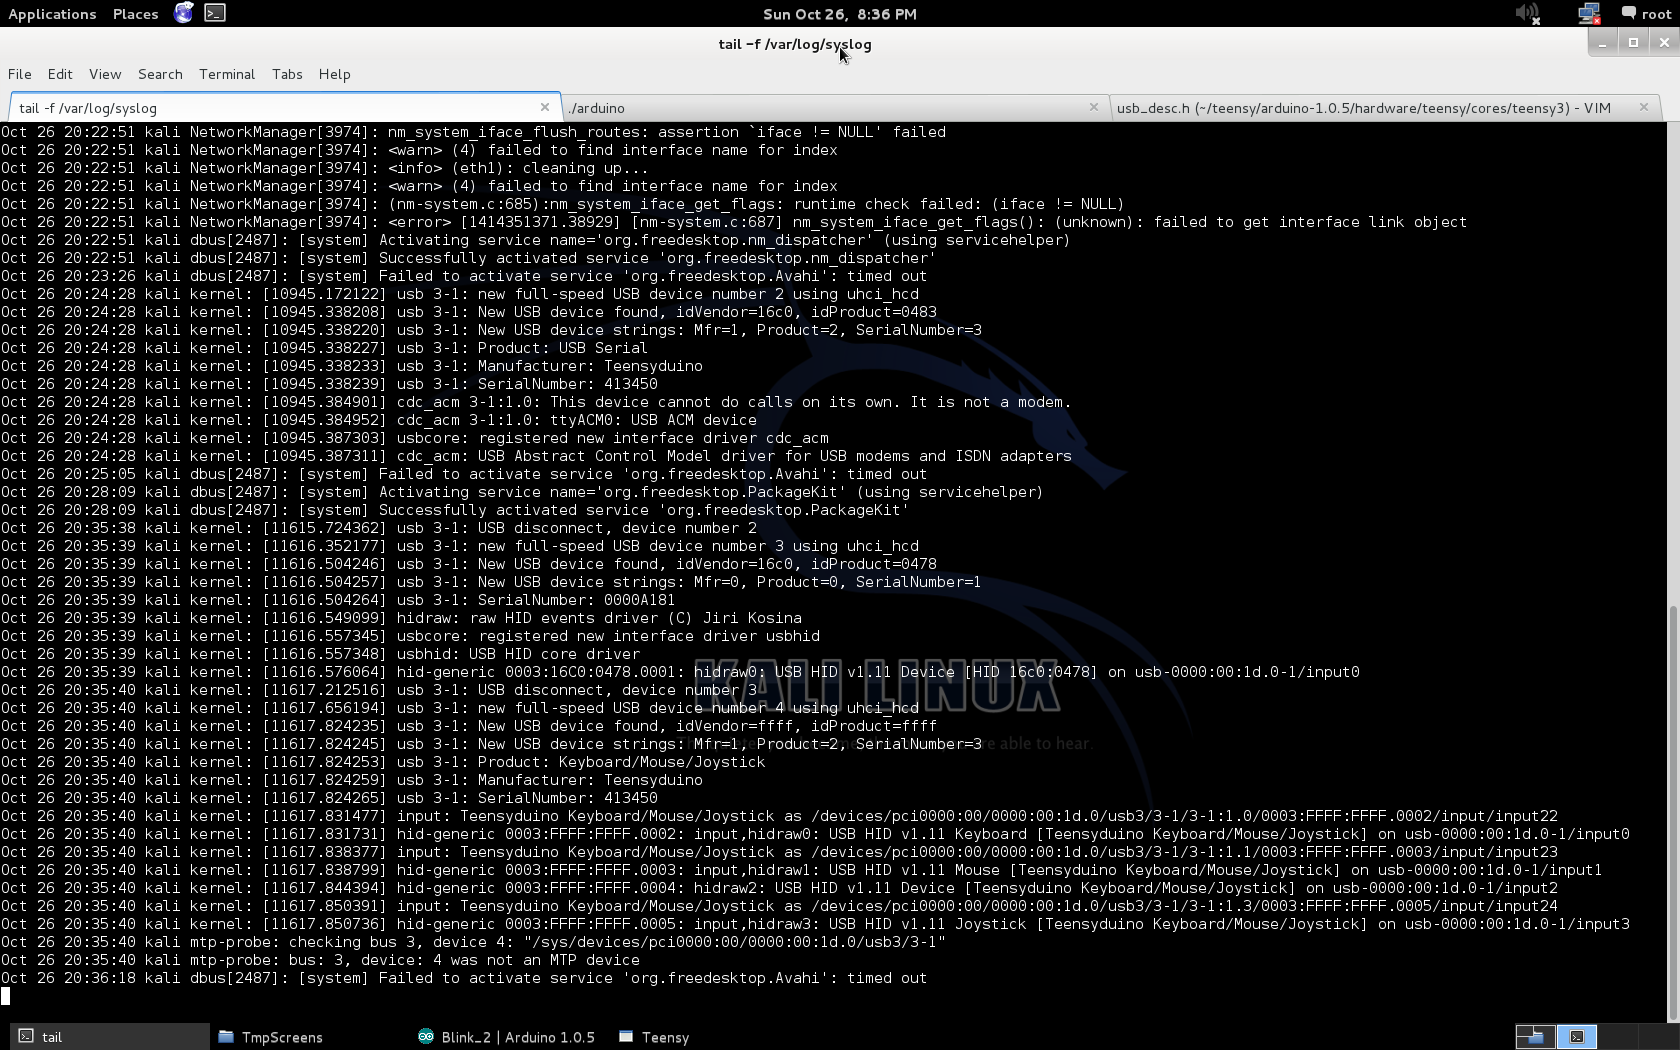 Applications Places Sun Oct 26, 8:36 PM root
tail -f /var/log/syslog
File Edit View Search Terminal Tabs Help
tail -f /var/log/syslog ./arduino usb_desc.h (~/teensy/arduino-1.0.5/hardware/teensy/cores/teensy3) - VIM
Oct 26 20:22:51 kali NetworkManager[3974]: nm_system_iface_flush_routes: assertion `iface != NULL' failed
Oct 26 20:22:51 kali NetworkManager[3974]: <warn> (4) failed to find interface name for index
Oct 26 20:22:51 kali NetworkManager[3974]: <info> (eth1): cleaning up...
Oct 26 20:22:51 kali NetworkManager[3974]: <warn> (4) failed to find interface name for index
Oct 26 20:22:51 kali NetworkManager[3974]: (nm-system.c:685):nm_system_iface_get_flags: runtime check failed: (iface != NULL)
Oct 26 20:22:51 kali NetworkManager[3974]: <error> [1414351371.38929] [nm-system.c:687] nm_system_iface_get_flags(): (unknown): failed to get interface link object
Oct 26 20:22:51 kali dbus[2487]: [system] Activating service name='org.freedesktop.nm_dispatcher' (using servicehelper)
Oct 26 20:22:51 kali dbus[2487]: [system] Successfully activated service 'org.freedesktop.nm_dispatcher'
Oct 26 20:23:26 kali dbus[2487]: [system] Failed to activate service 'org.freedesktop.Avahi': timed out
Oct 26 20:24:28 kali kernel: [10945.172122] usb 3-1: new full-speed USB device number 2 using uhci_hcd
Oct 26 20:24:28 kali kernel: [10945.338208] usb 3-1: New USB device found, idVendor=16c0, idProduct=0483
Oct 26 20:24:28 kali kernel: [10945.338220] usb 3-1: New USB device strings: Mfr=1, Product=2, SerialNumber=3
Oct 26 20:24:28 kali kernel: [10945.338227] usb 3-1: Product: USB Serial
Oct 26 20:24:28 kali kernel: [10945.338233] usb 3-1: Manufacturer: Teensyduino
Oct 26 20:24:28 kali kernel: [10945.338239] usb 3-1: SerialNumber: 413450
Oct 26 20:24:28 kali kernel: [10945.384901] cdc_acm 3-1:1.0: This device cannot do calls on its own. It is not a modem.
Oct 26 20:24:28 kali kernel: [10945.384952] cdc_acm 3-1:1.0: ttyACM0: USB ACM device
Oct 26 20:24:28 kali kernel: [10945.387303] usbcore: registered new interface driver cdc_acm
Oct 26 20:24:28 kali kernel: [10945.387311] cdc_acm: USB Abstract Control Model driver for USB modems and ISDN adapters
Oct 26 20:25:05 kali dbus[2487]: [system] Failed to activate service 'org.freedesktop.Avahi': timed out
Oct 26 20:28:09 kali dbus[2487]: [system] Activating service name='org.freedesktop.PackageKit' (using servicehelper)
Oct 26 20:28:09 kali dbus[2487]: [system] Successfully activated service 'org.freedesktop.PackageKit'
Oct 26 20:35:38 kali kernel: [11615.724362] usb 3-1: USB disconnect, device number 2
Oct 26 20:35:39 kali kernel: [11616.352177] usb 3-1: new full-speed USB device number 3 using uhci_hcd
Oct 26 20:35:39 kali kernel: [11616.504246] usb 3-1: New USB device found, idVendor=16c0, idProduct=0478
Oct 26 20:35:39 kali kernel: [11616.504257] usb 3-1: New USB device strings: Mfr=0, Product=0, SerialNumber=1
Oct 26 20:35:39 kali kernel: [11616.504264] usb 3-1: SerialNumber: 0000A181
Oct 26 20:35:39 kali kernel: [11616.549099] hidraw: raw HID events driver (C) Jiri Kosina
Oct 26 20:35:39 kali kernel: [11616.557345] usbcore: registered new interface driver usbhid
Oct 26 20:35:39 kali kernel: [11616.557348] usbhid: USB HID core driver
Oct 26 20:35:39 kali kernel: [11616.576064] hid-generic 0003:16C0:0478.0001: hidraw0: USB HID v1.11 Device [HID 16c0:0478] on usb-0000:00:1d.0-1/input0
Oct 26 20:35:40 kali kernel: [11617.212516] usb 3-1: USB disconnect, device number 3
KALI LINUX
Oct 26 20:35:40 kali kernel: [11617.656194] usb 3-1: new full-speed USB device number 4 using uhci_hcd
Oct 26 20:35:40 kali kernel: [11617.824235] usb 3-1: New USB device found, idVendor=ffff, idProduct=ffff
Oct 26 20:35:40 kali kernel: [11617.824245] usb 3-1: New USB device strings: Mfr=1, Product=2, SerialNumber=3
able to hear.
Oct 26 20:35:40 kali kernel: [11617.824253] usb 3-1: Product: Keyboard/Mouse/Joystick
Oct 26 20:35:40 kali kernel: [11617.824259] usb 3-1: Manufacturer: Teensyduino
Oct 26 20:35:40 kali kernel: [11617.824265] usb 3-1: SerialNumber: 413450
Oct 26 20:35:40 kali kernel: [11617.831477] input: Teensyduino Keyboard/Mouse/Joystick as /devices/pci0000:00/0000:00:1d.0/usb3/3-1/3-1:1.0/0003:FFFF:FFFF.0002/input/input22
Oct 26 20:35:40 kali kernel: [11617.831731] hid-generic 0003:FFFF:FFFF.0002: input,hidraw0: USB HID v1.11 Keyboard [Teensyduino Keyboard/Mouse/Joystick] on usb-0000:00:1d.0-1/input0
Oct 26 20:35:40 kali kernel: [11617.838377] input: Teensyduino Keyboard/Mouse/Joystick as /devices/pci0000:00/0000:00:1d.0/usb3/3-1/3-1:1.1/0003:FFFF:FFFF.0003/input/input23
Oct 26 20:35:40 kali kernel: [11617.838799] hid-generic 0003:FFFF:FFFF.0003: input,hidraw1: USB HID v1.11 Mouse [Teensyduino Keyboard/Mouse/Joystick] on usb-0000:00:1d.0-1/input1
Oct 26 20:35:40 kali kernel: [11617.844394] hid-generic 0003:FFFF:FFFF.0004: hidraw2: USB HID v1.11 Device [Teensyduino Keyboard/Mouse/Joystick] on usb-0000:00:1d.0-1/input2
Oct 26 20:35:40 kali kernel: [11617.850391] input: Teensyduino Keyboard/Mouse/Joystick as /devices/pci0000:00/0000:00:1d.0/usb3/3-1/3-1:1.3/0003:FFFF:FFFF.0005/input/input24
Oct 26 20:35:40 kali kernel: [11617.850736] hid-generic 0003:FFFF:FFFF.0005: input,hidraw3: USB HID v1.11 Joystick [Teensyduino Keyboard/Mouse/Joystick] on usb-0000:00:1d.0-1/input3
Oct 26 20:35:40 kali mtp-probe: checking bus 3, device 4: "/sys/devices/pci0000:00/0000:00:1d.0/usb3/3-1"
Oct 26 20:35:40 kali mtp-probe: bus: 3, device: 4 was not an MTP device
Oct 26 20:36:18 kali dbus[2487]: [system] Failed to activate service 'org.freedesktop.Avahi': timed out
tail TmpScreens Blink_2 | Arduino 1.0.5 Teensy